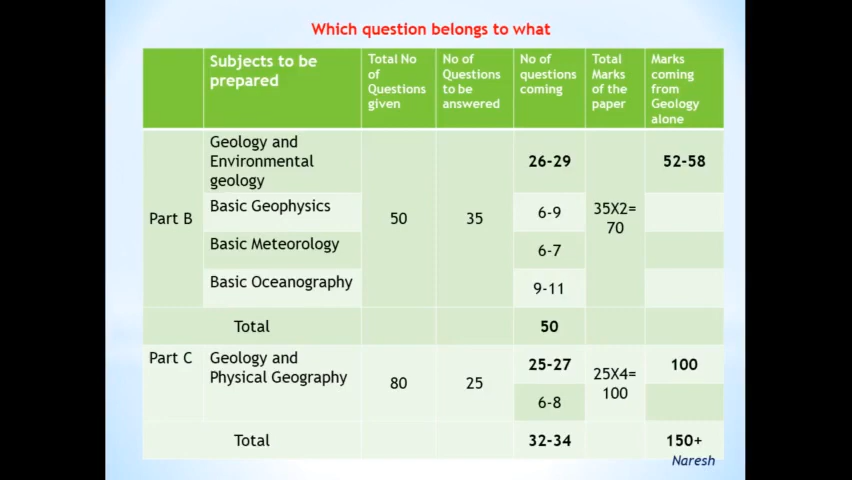 Which question belongs to what
Subjects to be prepared
Total No of Questions given
No of Questions to be answered
No of questions coming
Total Marks of the paper
Marks coming from Geology alone
Part B
Geology and Environmental geology
50
35
26-29
35X2= 70
52-58
Basic Geophysics
6-9
Basic Meteorology
6-7
Basic Oceanography
9-11
Total
50
Part C
Geology and Physical Geography
80
25
25-27
25X4= 100
100
6-8
Total
32-34
150+
Naresh